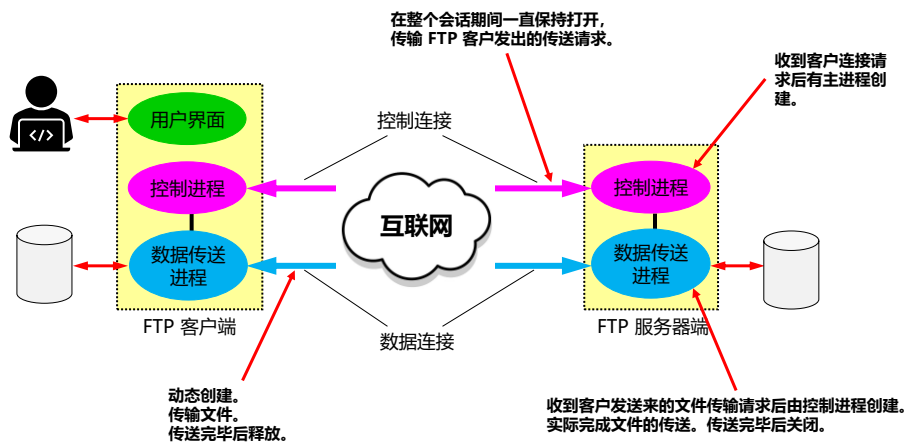 在整个会话期间一直保持打开，
传输 FTP 客户发出的传送请求。
收到客户连接请
求后有主进程创
建。
</>
用户界面
控制连接
控制进程
控制进程
互联网
数据传送
进程
数据传送
进程
FTP 客户端
FTP 服务器端
数据连接
动态创建。
传输文件。
传送完毕后释放。
收到客户发送来的文件传输请求后由控制进程创建。
实际完成文件的传送。传送完毕后关闭。